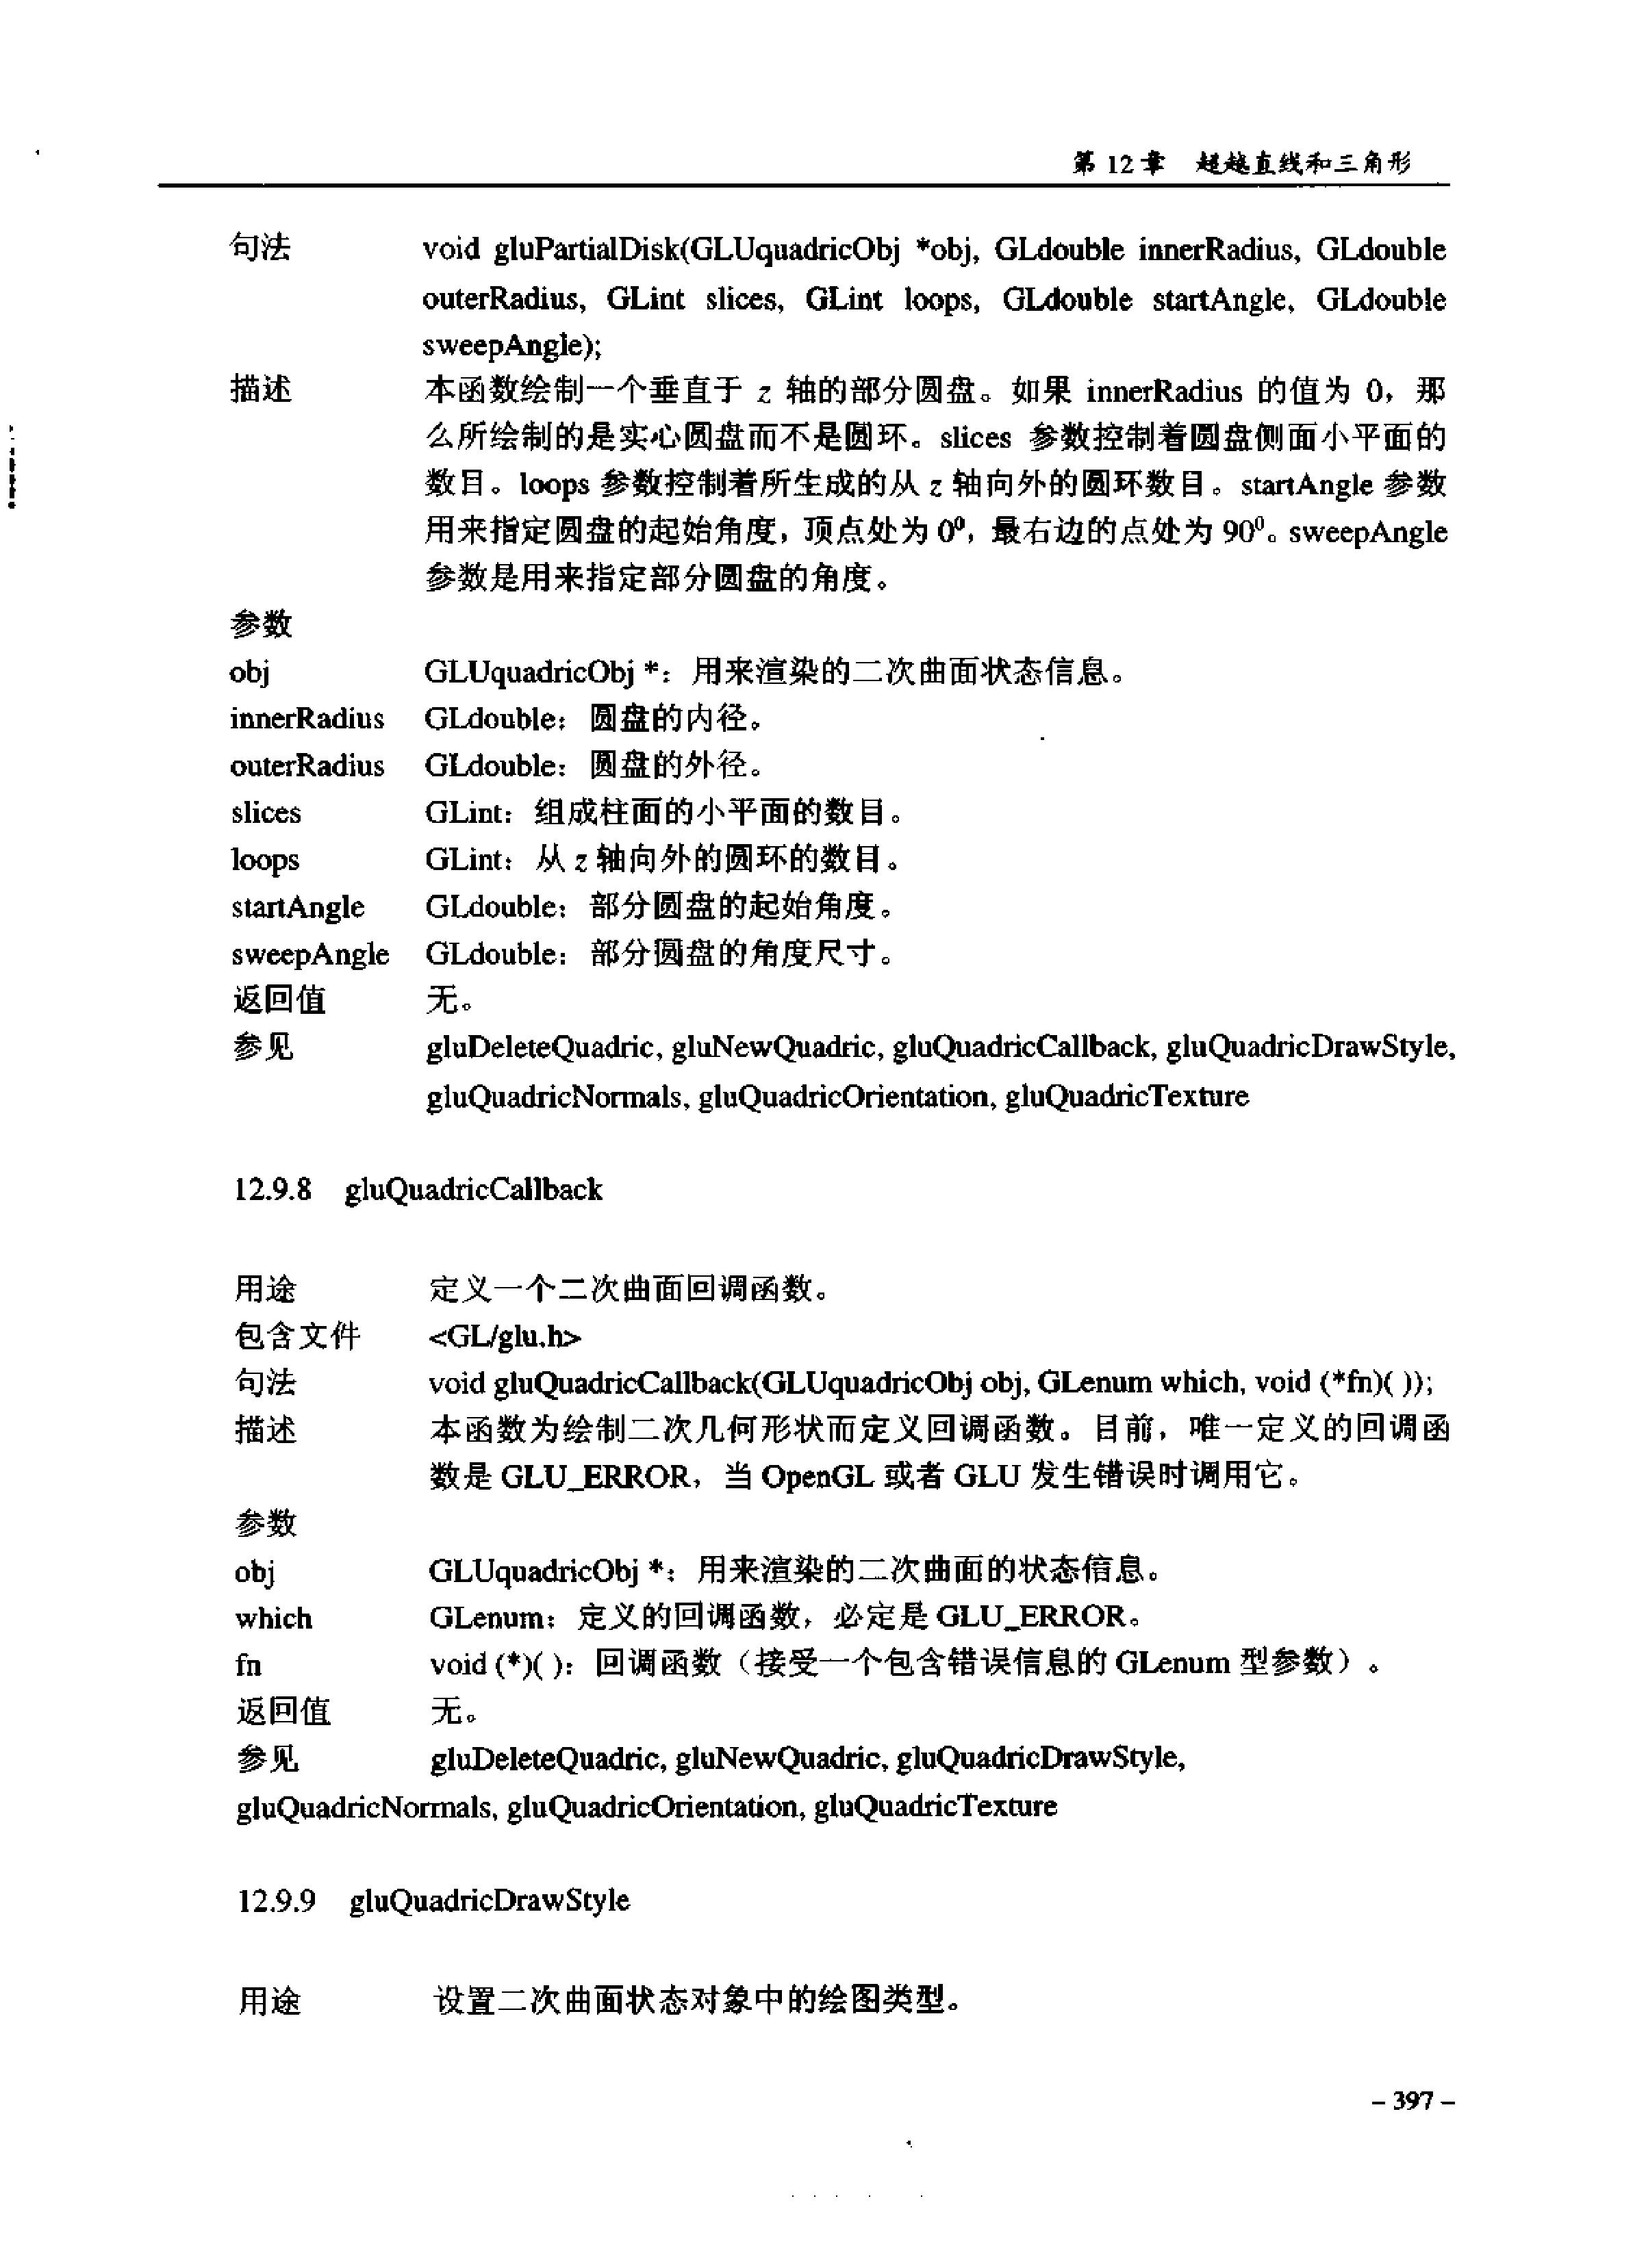 第 12 章 超越直线和三角形
句法 void gluPartialDisk(GLUquadricObj *obj, GLdouble innerRadius, GLdouble
outerRadius, GLint slices, GLint loops, GLdouble startAngle, GLdouble
sweepAngle);
描述 本函数绘制一个垂直于 z 轴的部分圆盘。如果 innerRadius 的值为 0，那
么所绘制的是实心圆盘而不是圆环。slices 参数控制着圆盘侧面小平面的
数目。loops 参数控制着所生成的从 z 轴向外的圆环数目。startAngle 参数
用来指定圆盘的起始角度，顶点处为 0⁰，最右边的点处为 90⁰。sweepAngle
参数是用来指定部分圆盘的角度。
参数
obj GLUquadricObj *：用来渲染的二次曲面状态信息。
innerRadius GLdouble：圆盘的内径。
outerRadius GLdouble：圆盘的外径。
slices GLint：组成柱面的小平面的数目。
loops GLint：从 z 轴向外的圆环的数目。
startAngle GLdouble：部分圆盘的起始角度。
sweepAngle GLdouble：部分圆盘的角度尺寸。
返回值 无。
参见 gluDeleteQuadric, gluNewQuadric, gluQuadricCallback, gluQuadricDrawStyle,
gluQuadricNormals, gluQuadricOrientation, gluQuadricTexture
12.9.8 gluQuadricCallback
用途 定义一个二次曲面回调函数。
包含文件 <GL/glu.h>
句法 void gluQuadricCallback(GLUquadricObj obj, GLenum which, void (*fn)( ));
描述 本函数为绘制二次几何形状而定义回调函数。目前，唯一定义的回调函
数是 GLU_ERROR，当 OpenGL 或者 GLU 发生错误时调用它。
参数
obj GLUquadricObj *：用来渲染的二次曲面的状态信息。
which GLenum：定义的回调函数，必定是 GLU_ERROR。
fn void (*)( )：回调函数（接受一个包含错误信息的 GLenum 型参数）。
返回值 无。
参见 gluDeleteQuadric, gluNewQuadric, gluQuadricDrawStyle,
gluQuadricNormals, gluQuadricOrientation, gluQuadricTexture
12.9.9 gluQuadricDrawStyle
用途 设置二次曲面状态对象中的绘图类型。
– 397 –